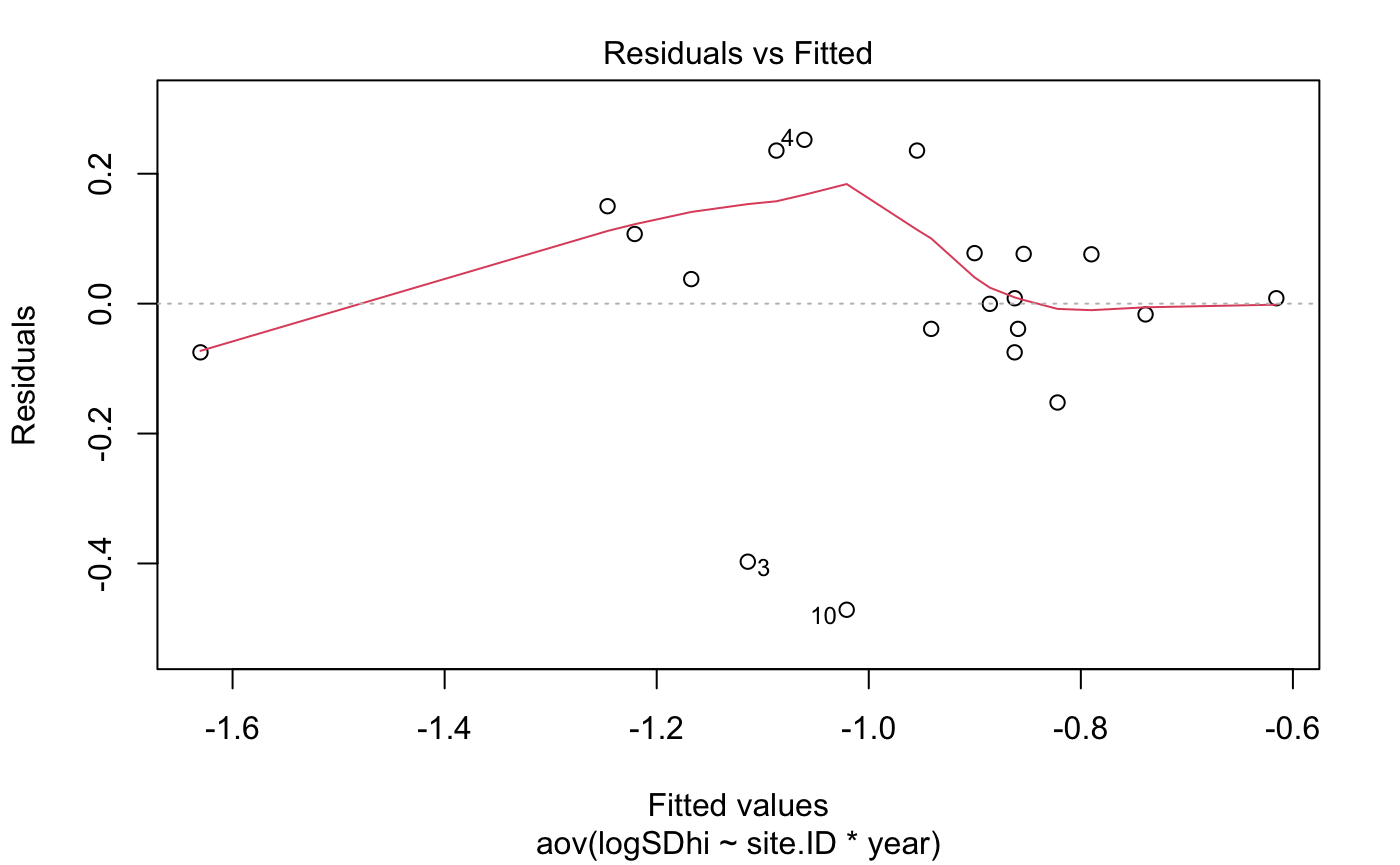 Residuals vs Fitted
Residuals
0.2
0.0
-0.2
-0.4
4
3
10
-1.6 -1.4 -1.2 -1.0 -0.8 -0.6
Fitted values
aov(logSDhi ~ site.ID * year)